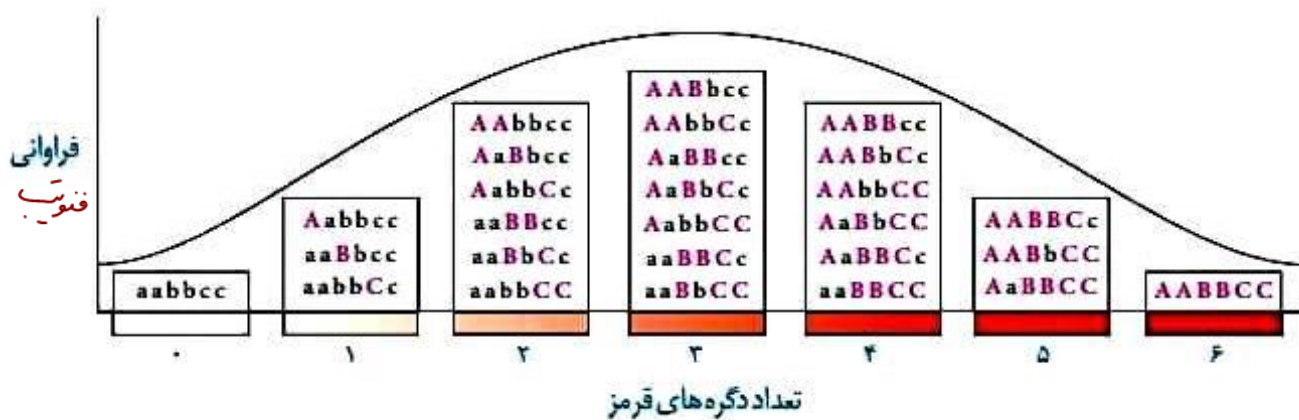 فراوانی
فنوتیپ
aabbcc
Aabbcc
aaBbcc
aabbCc
AAbbcc
AaBbcc
AabbCc
aaBBcc
aaBbCc
aabbCC
AABbcc
AAbbCc
AaBBcc
AaBbCc
AabbCC
aaBBCc
aaBbCC
AABBcc
AABbCc
AAbbCC
AaBbCC
AaBBCc
aaBBCC
AABBCc
AABbCC
AaBBCC
AABBCC
۰ ۱ ۲ ۳ ۴ ۵ ۶
تعداد دگره های قرمز